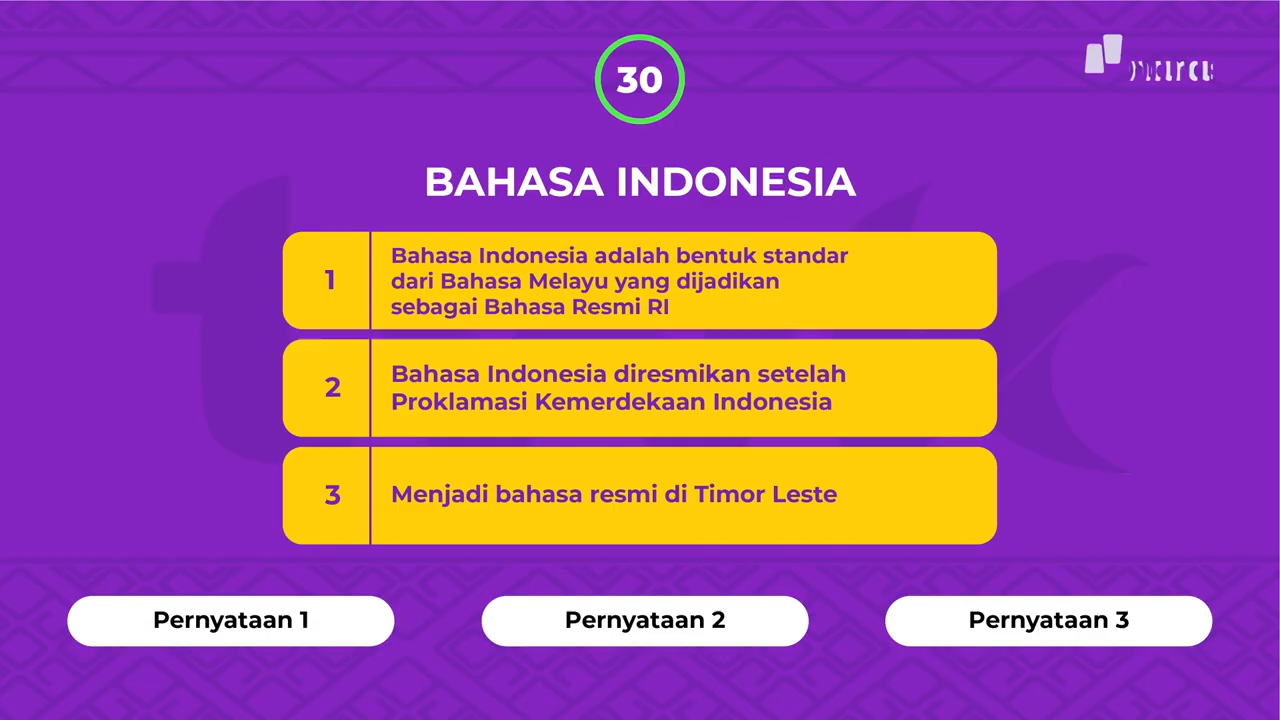 30
BAHASA INDONESIA
1
Bahasa Indonesia adalah bentuk standar
dari Bahasa Melayu yang dijadikan
sebagai Bahasa Resmi RI
2
Bahasa Indonesia diresmikan setelah
Proklamasi Kemerdekaan Indonesia
3
Menjadi bahasa resmi di Timor Leste
Pernyataan 1
Pernyataan 2
Pernyataan 3